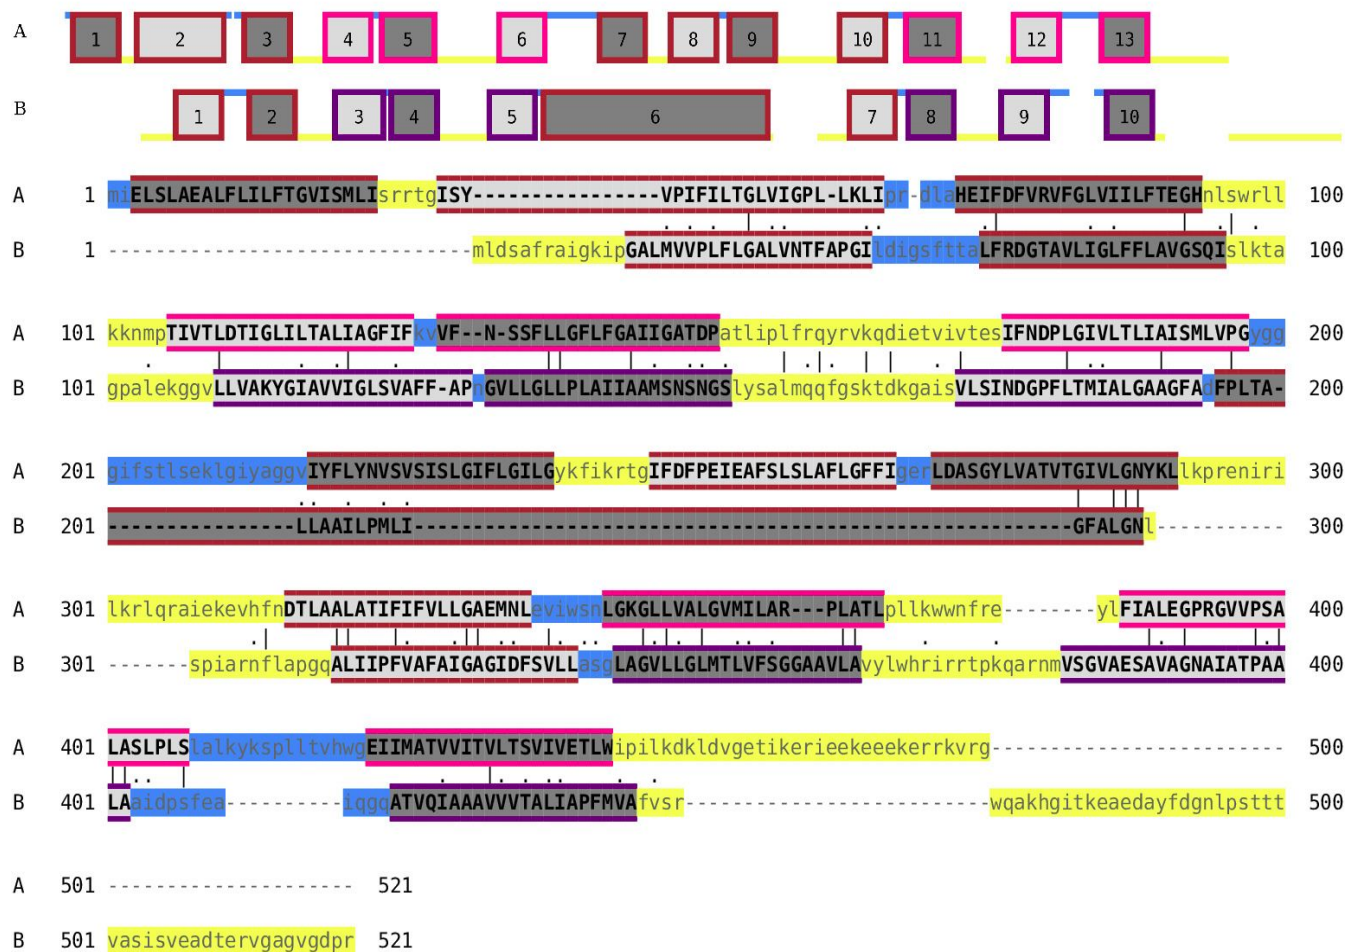 A 1 2 3 4 5 6 7 8 9 10 11 12 13
B 1 2 3 4 5 6 7 8 9 10
A 1 miELSLAEALFLILFTGVISMLIsrrtgISY----------------VPIFILTGLVIGPL-LKLIpr-dlaHEIFDFVRVFGLVIILFTEGHnlswrll 100
B 1 -------------------------------mldsafraigkipGALMVVPLFLGALVNTFAPGIldigsfttaLFRDGTAVLIGLFFLAVGSQIslkta 100
A 101 kknmpTIVTLDTIGLILTALIAGFIFkvVF--N-SSFLLGFLFGAIIGATDPatliplfrqyrvkqdietvivtesIFNDPLGIVLTLIAISMLVPGygg 200
B 101 gpalekggvLLVAKYGIAVVIGLSVAFF-APnGVLLGLLPLAIIAAMSNSNGSlysalmqqfgsktdkgaisVLSINDGPFLTMIALGAAGFAdFPLTA- 200
A 201 gifstlseklgiyaggvIYFLYNVSVSISLGIFLGILGykfikrtgIFDFPEIEAFSLSLAFLGFFIgerLDASGYLVATVTGIVLGNYKLlkpreniri 300
B 201 ----------------LLAAILPMLI--------------------------------------------------------GFALGNl----------- 300
A 301 lkrlqraiekevhfnDTLAALATIFIFVLLGAEMNLeviwsnLGKGLLVALGVMILAR---PLATLpllkwwnfre--------ylFIALEGPRGVVPSA 400
B 301 -------spiarnflapgqALIIPFVAFAIGAGIDFSVLLasgLAGVLLGLMTLVFSGGAAVLAvylwhrirrtpkqarnmVSGVAESAVAGNAIATPAA 400
A 401 LASLPLSlalkyksplltvhwgEIIMATVVITVLTSVIVETLWipilkdkldvgetikerieekeeekerrkvrg------------------------- 500
B 401 LAaidpsfea----------iqgqATVQIAAAVVVTALIAPFMVAfvsr--------------------------wqakhgitkeaedayfdgnlpsttt 500
A 501 --------------------- 521
B 501 vasisveadtervgagvgdpr 521